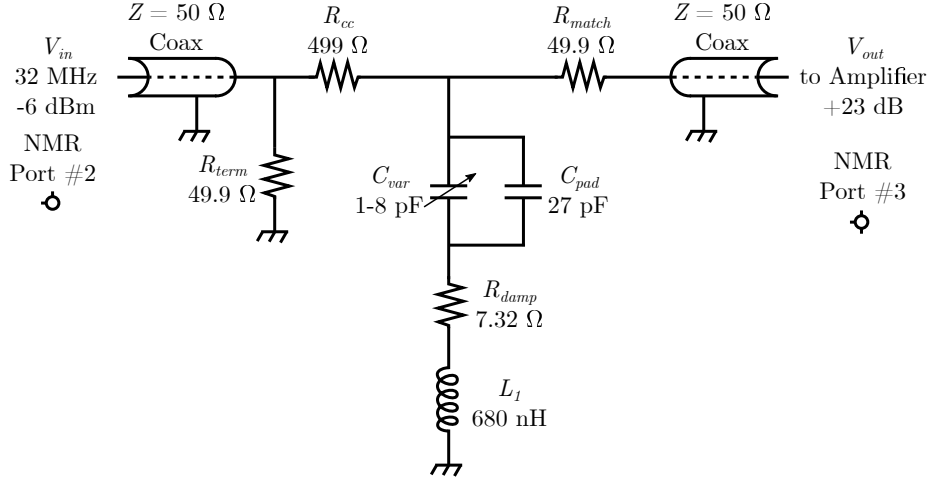 Z = 50 Ω
Coax
V_in
32 MHz
-6 dBm
NMR
Port #2
R_cc
499 Ω
R_term
49.9 Ω
R_match
49.9 Ω
Z = 50 Ω
Coax
V_out
to Amplifier
+23 dB
NMR
Port #3
C_var
1-8 pF
C_pad
27 pF
R_damp
7.32 Ω
L_1
680 nH